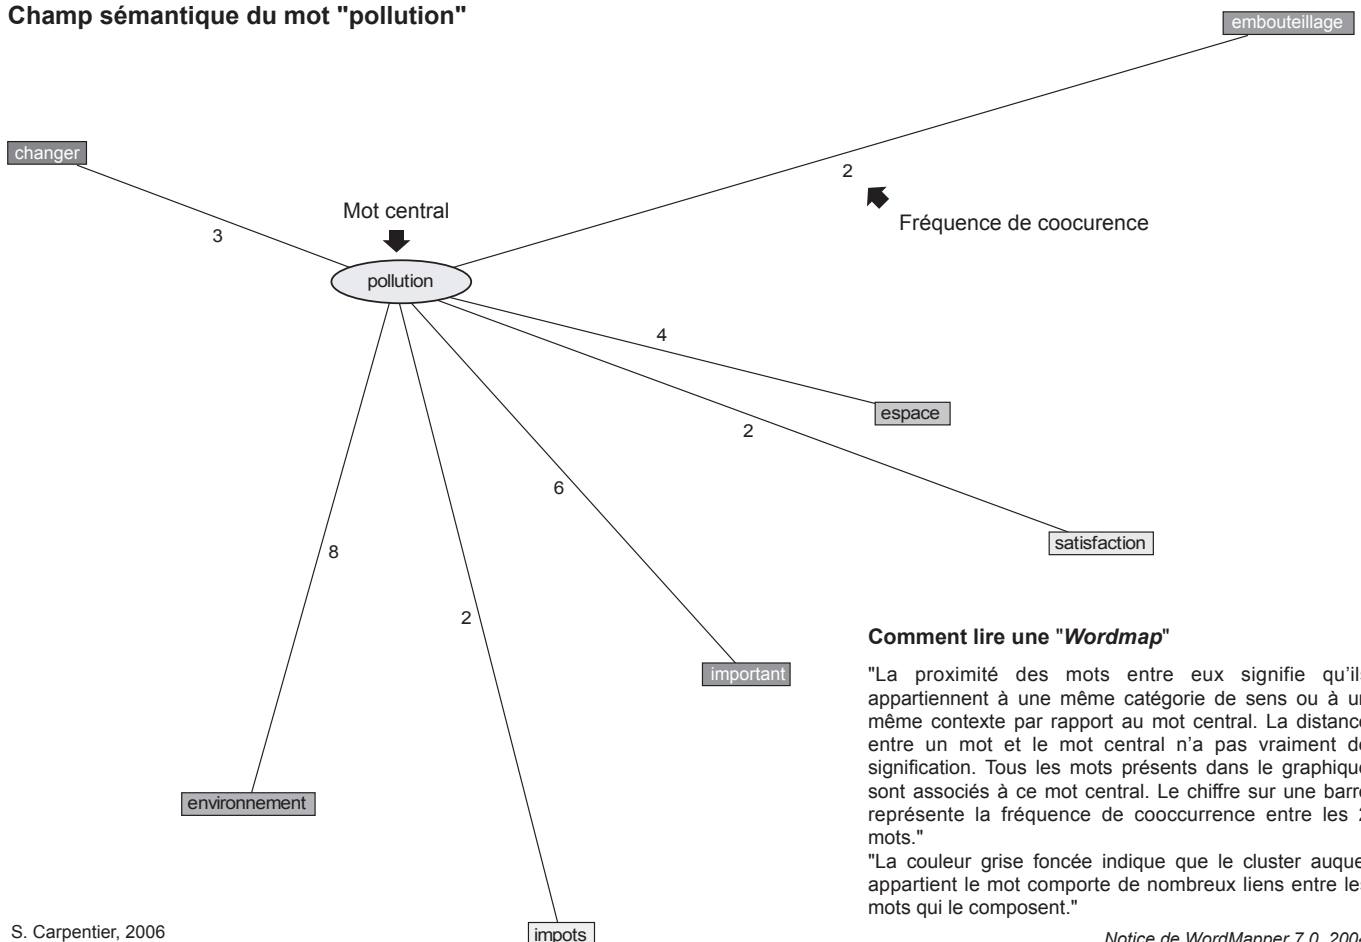 Champ sémantique du mot "pollution"
embouteillage
changer
2
Mot central
Fréquence de coocurence
3
pollution
4
espace
2
6
satisfaction
8
2
important
environnement
impots
Comment lire une "Wordmap"
"La proximité des mots entre eux signifie qu'ils
appartiennent à une même catégorie de sens ou à un
même contexte par rapport au mot central. La distance
entre un mot et le mot central n'a pas vraiment de
signification. Tous les mots présents dans le graphique
sont associés à ce mot central. Le chiffre sur une barre
représente la fréquence de cooccurrence entre les 2
mots."
"La couleur grise foncée indique que le cluster auquel
appartient le mot comporte de nombreux liens entre les
mots qui le composent."
S. Carpentier, 2006
Notice de WordMapper 7.0, 2004